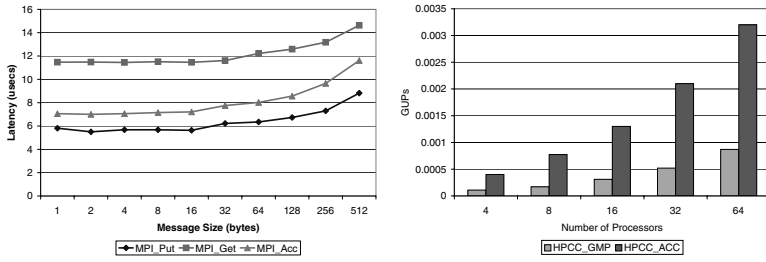 16
14
12
10
8
6
4
2
0
Latency (usecs)
1 2 4 8 16 32 64 128 256 512
Message Size (bytes)
MPI_Put MPI_Get MPI_Acc
0.0035
0.003
0.0025
0.002
0.0015
0.001
0.0005
0
GUPs
4 8 16 32 64
Number of Processors
HPCC_GMP HPCC_ACC